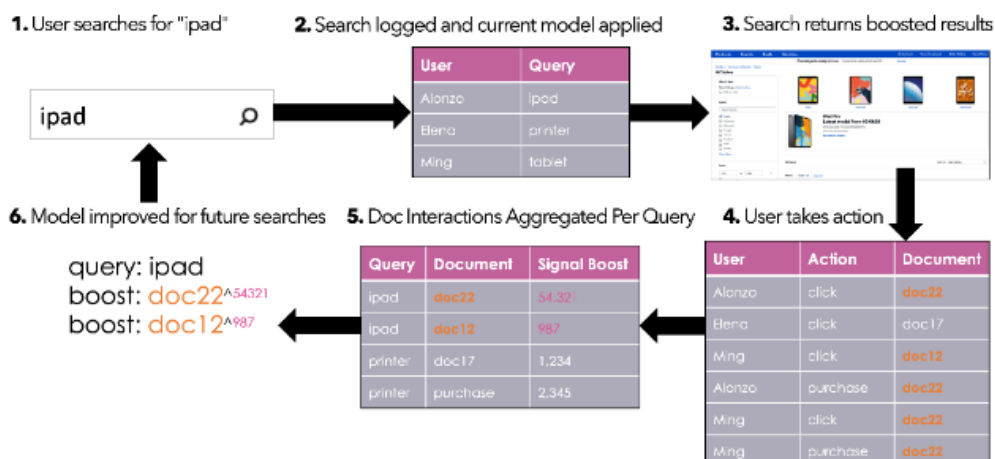 1. User searches for "ipad"
ipad
2. Search logged and current model applied
User Query
Alonzo ipad
Elena printer
Ming tablet
3. Search returns boosted results
4. User takes action
User Action Document
Alonzo click doc22
Elena click doc17
Ming click doc12
Alonzo purchase doc22
Ming click doc22
Ming purchase doc22
5. Doc Interactions Aggregated Per Query
Query Document Signal Boost
ipad doc22 54,321
ipad doc12 987
printer doc17 1,234
printer purchase 2,345
6. Model improved for future searches
query: ipad
boost: doc22^54321
boost: doc12^987